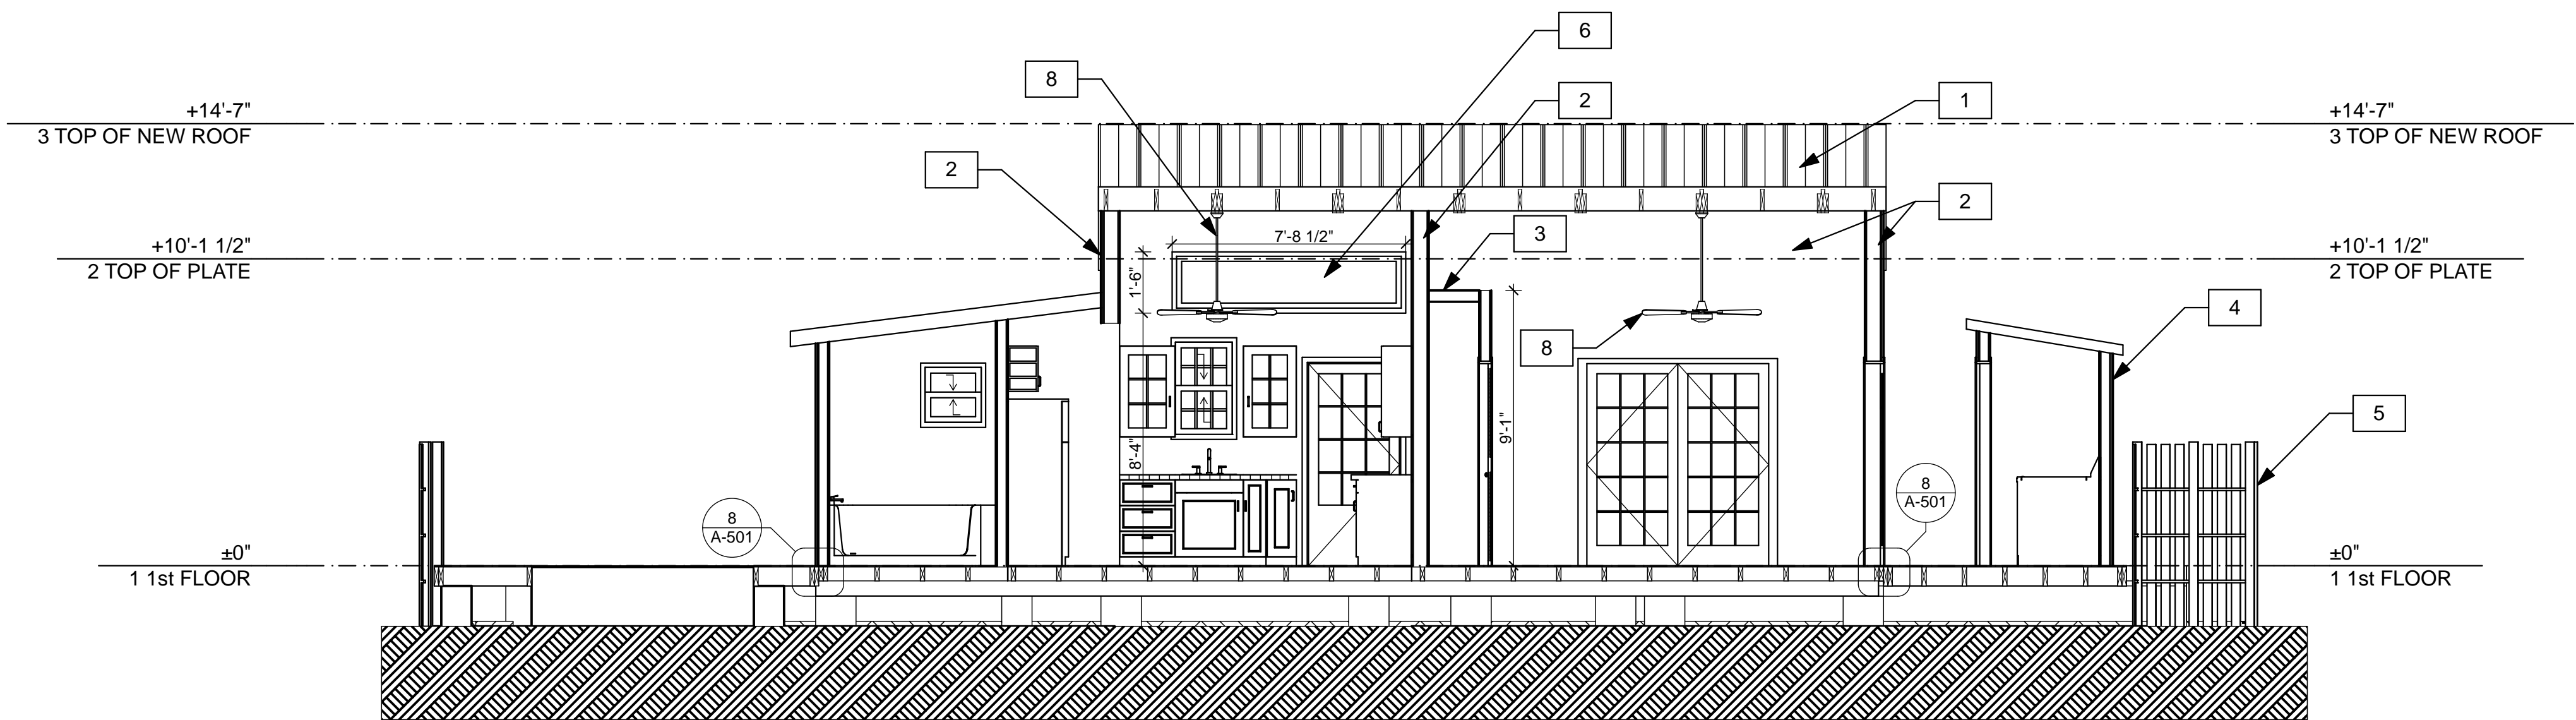 6
8
2
1
+14'-7"
3 TOP OF NEW ROOF
+14'-7"
3 TOP OF NEW ROOF
2
2
3
7'-8 1/2"
+10'-1 1/2"
2 TOP OF PLATE
+10'-1 1/2"
2 TOP OF PLATE
1'-6"
4
8
5
9'-1"
8'-4"
8
A-501
8
A-501
±0"
1 1st FLOOR
±0"
1 1st FLOOR